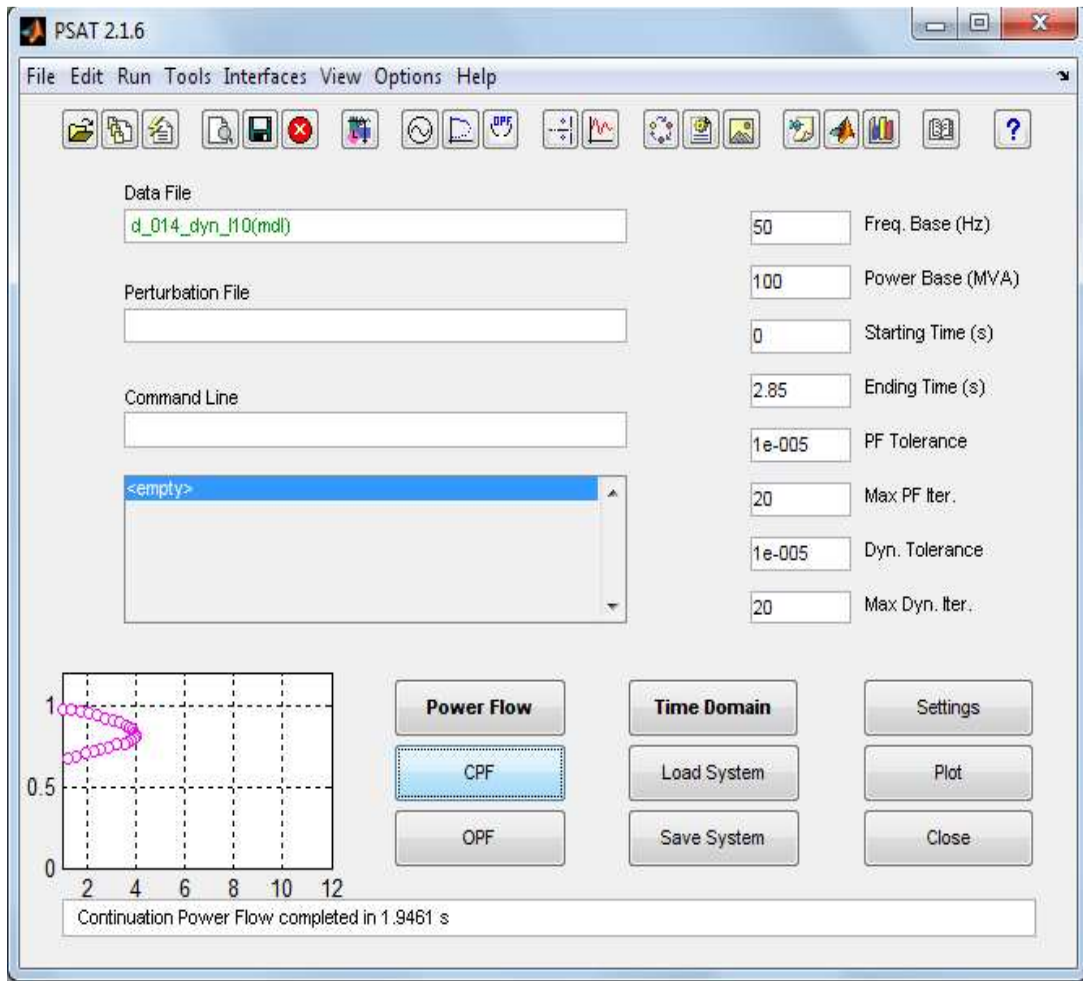 PSAT 2.1.6
File Edit Run Tools Interfaces View Options Help
OPF
?
Data File
d_014_dyn_l10(mdl)
50 Freq. Base (Hz)
Perturbation File
100 Power Base (MVA)
0 Starting Time (s)
Command Line
2.85 Ending Time (s)
1e-005 PF Tolerance
<empty>
20 Max PF Iter.
1e-005 Dyn. Tolerance
20 Max Dyn. Iter.
1
0.5
0
2 4 6 8 10 12
Power Flow Time Domain Settings
CPF Load System Plot
OPF Save System Close
Continuation Power Flow completed in 1.9461 s